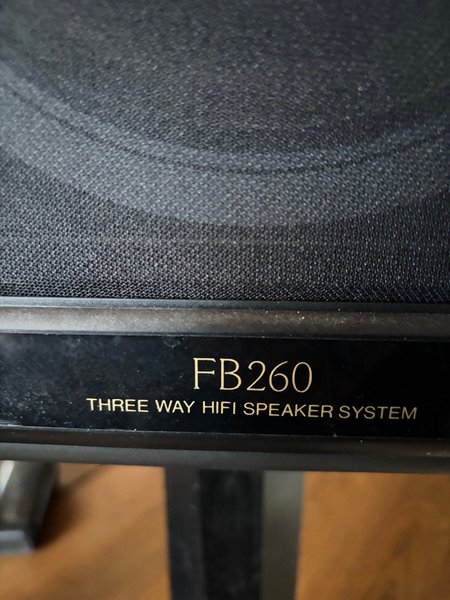 FB260
THREE WAY HIFI SPEAKER SYSTEM